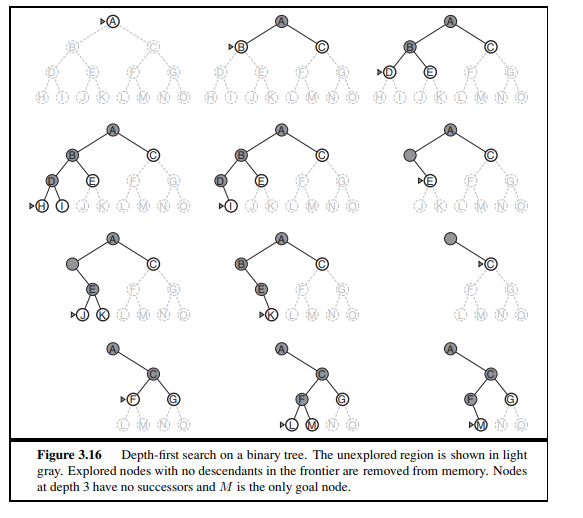 A
B C
D E F G
H I J K L M N O
A
B C
D E F G
H I J K L M N O
A
B C
D E F G
H I J K L M N O
A
B C
D E F G
H I J K L M N O
A
B C
D E F G
I J K L M N O
A
C
E F G
J K L M N O
A
C
E F G
J K L M N O
A
B C
E F G
K L M N O
C
F G
L M N O
A
C
F G
L M N O
A
C
F G
L M N O
A
C
F G
M N O
Figure 3.16 Depth-first search on a binary tree. The unexplored region is shown in light
gray. Explored nodes with no descendants in the frontier are removed from memory. Nodes
at depth 3 have no successors and M is the only goal node.